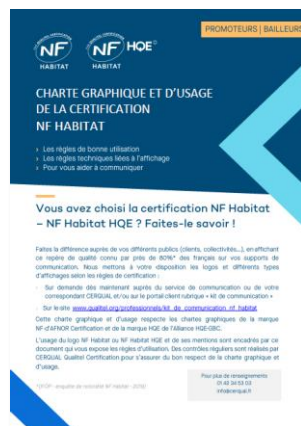 PROMOTEURS | BAILLEURS
NF
HABITAT
NF
HABITAT
HQE
CHARTE GRAPHIQUE ET D'USAGE
DE LA CERTIFICATION
NF HABITAT
› Les règles de bonne utilisation
› Les règles techniques liées à l'affichage
› Pour vous aider à communiquer
Vous avez choisi la certification NF Habitat
– NF Habitat HQE ? Faites-le savoir !
Faites la différence auprès de vos différents publics (clients, collectivités...), en affichant
ce repère de qualité connu par près de 80%* des français sur vos supports de
communication. Nous mettons à votre disposition les logos et différents types
d'affichages selon les règles de certification :
- Sur demande dès maintenant auprès du service de communication ou de votre
correspondant CERQUAL et/ou sur le portail client rubrique « kit de communication »
- Sur le site www.qualitel.org/professionnels/kit_de_communication_nf_habitat
Cette charte graphique et d'usage respecte les chartes graphiques de la marque
NF d'AFNOR Certification et de la marque HQE de l'Alliance HQE-GBC.
L'usage du logo NF Habitat ou NF Habitat HQE et de ses mentions sont encadrés par ce
document qui vous expose les règles d'utilisation. Des contrôles réguliers sont réalisés par
CERQUAL Qualitel Certification pour s'assurer du bon respect de la charte graphique et
d'usage.
Pour plus de renseignements
01 42 34 53 03
info@cerqual.fr